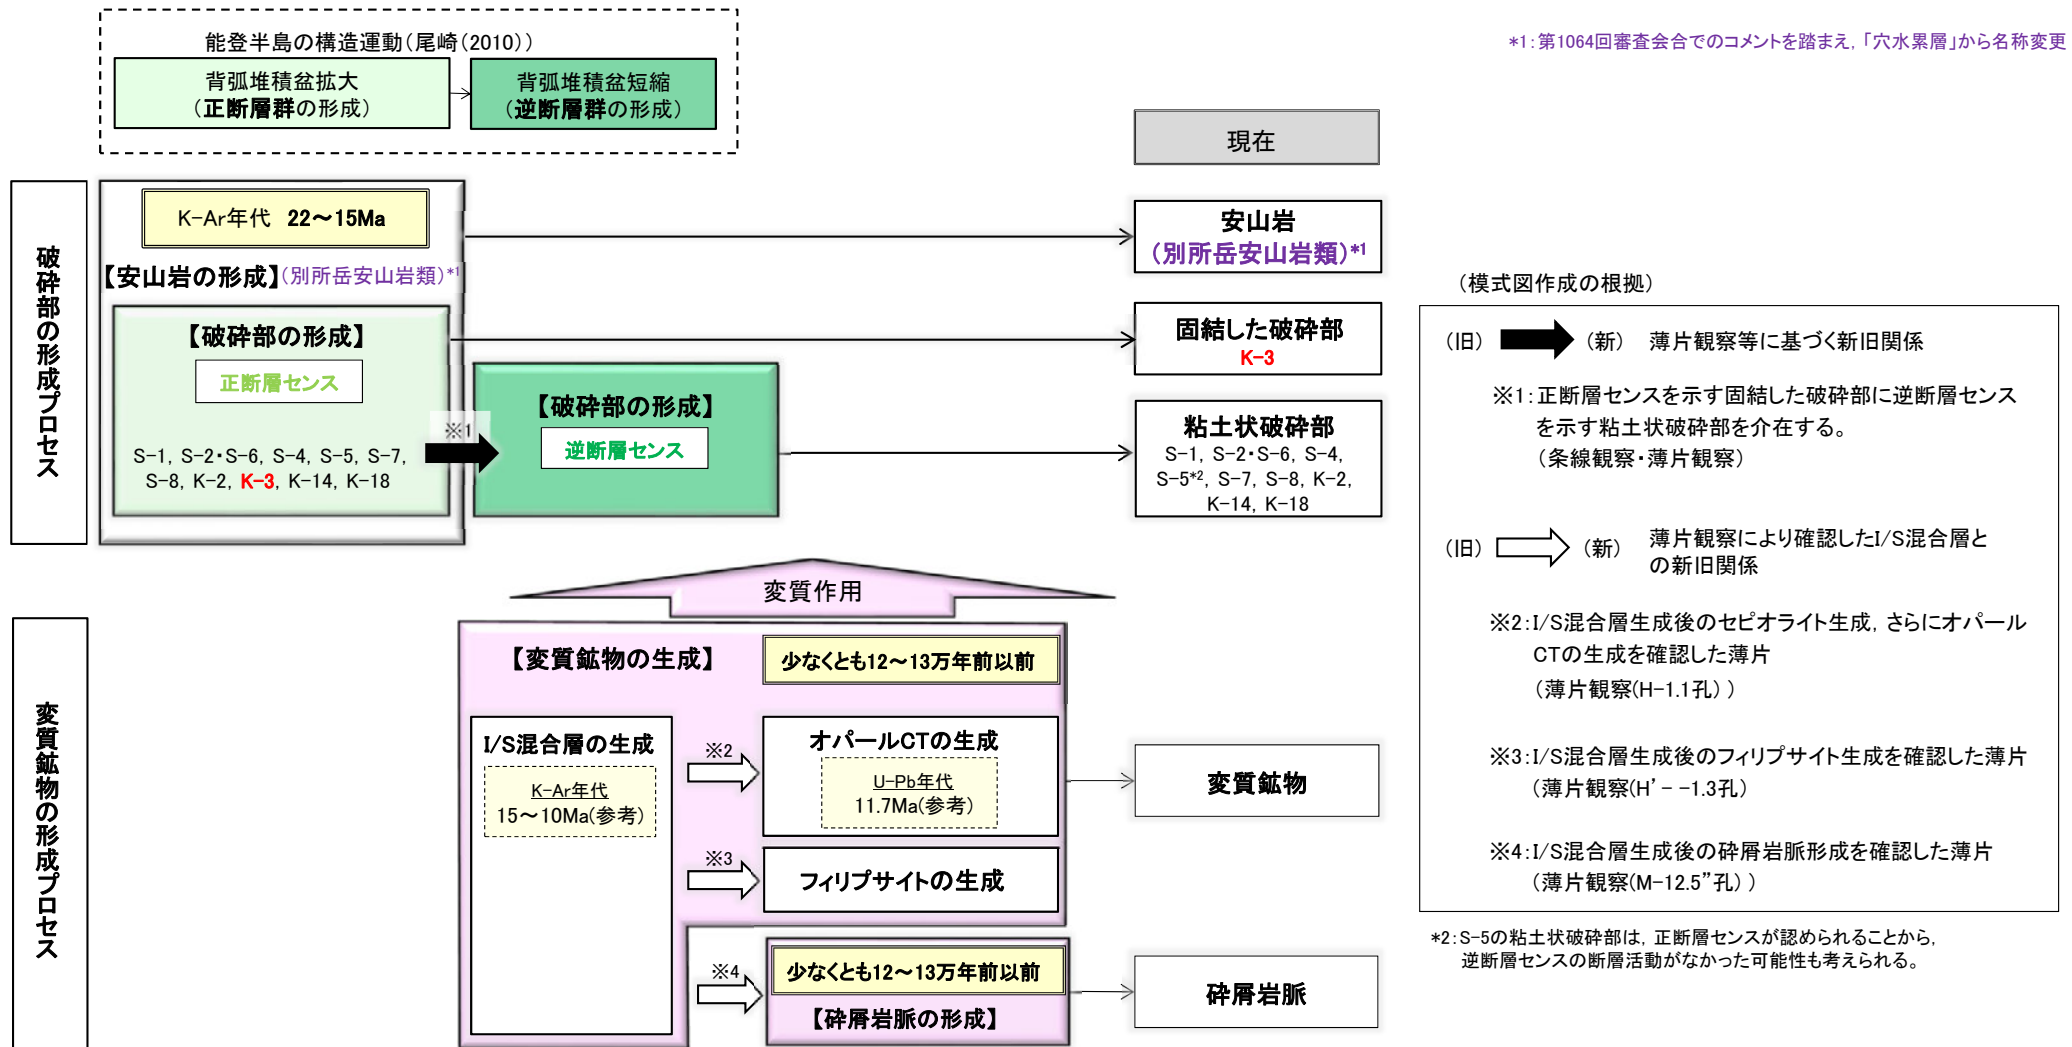 能登半島の構造運動(尾崎(2010))
背弧堆積盆拡大
(正断層群の形成)
背弧堆積盆短縮
(逆断層群の形成)
*1:第1064回審査会合でのコメントを踏まえ,「穴水累層」から名称変更
現在
破砕部の形成プロセス
K-Ar年代 22~15Ma
【安山岩の形成】(別所岳安山岩類)*1
【破砕部の形成】
正断層センス
S-1, S-2・S-6, S-4, S-5, S-7,
S-8, K-2, K-3, K-14, K-18
※1
【破砕部の形成】
逆断層センス
安山岩
(別所岳安山岩類)*1
固結した破砕部
K-3
粘土状破砕部
S-1, S-2・S-6, S-4,
S-5*2, S-7, S-8, K-2,
K-14, K-18
変質作用
変質鉱物の形成プロセス
【変質鉱物の生成】
少なくとも12~13万年前以前
I/S混合層の生成
K-Ar年代
15~10Ma(参考)
※2
オパールCTの生成
U-Pb年代
11.7Ma(参考)
※3
フィリプサイトの生成
※4
少なくとも12~13万年前以前
【砕屑岩脈の形成】
変質鉱物
砕屑岩脈
(模式図作成の根拠)
(旧) (新) 薄片観察等に基づく新旧関係
※1:正断層センスを示す固結した破砕部に逆断層センス
を示す粘土状破砕部を介在する。
(条線観察・薄片観察)
(旧) (新) 薄片観察により確認したI/S混合層と
の新旧関係
※2:I/S混合層生成後のセピオライト生成, さらにオパール
CTの生成を確認した薄片
(薄片観察(H-1.1孔))
※3:I/S混合層生成後のフィリプサイト生成を確認した薄片
(薄片観察(H’- -1.3孔)
※4:I/S混合層生成後の砕屑岩脈形成を確認した薄片
(薄片観察(M-12.5”孔))
*2:S-5の粘土状破砕部は, 正断層センスが認められることから,
逆断層センスの断層活動がなかった可能性も考えられる。